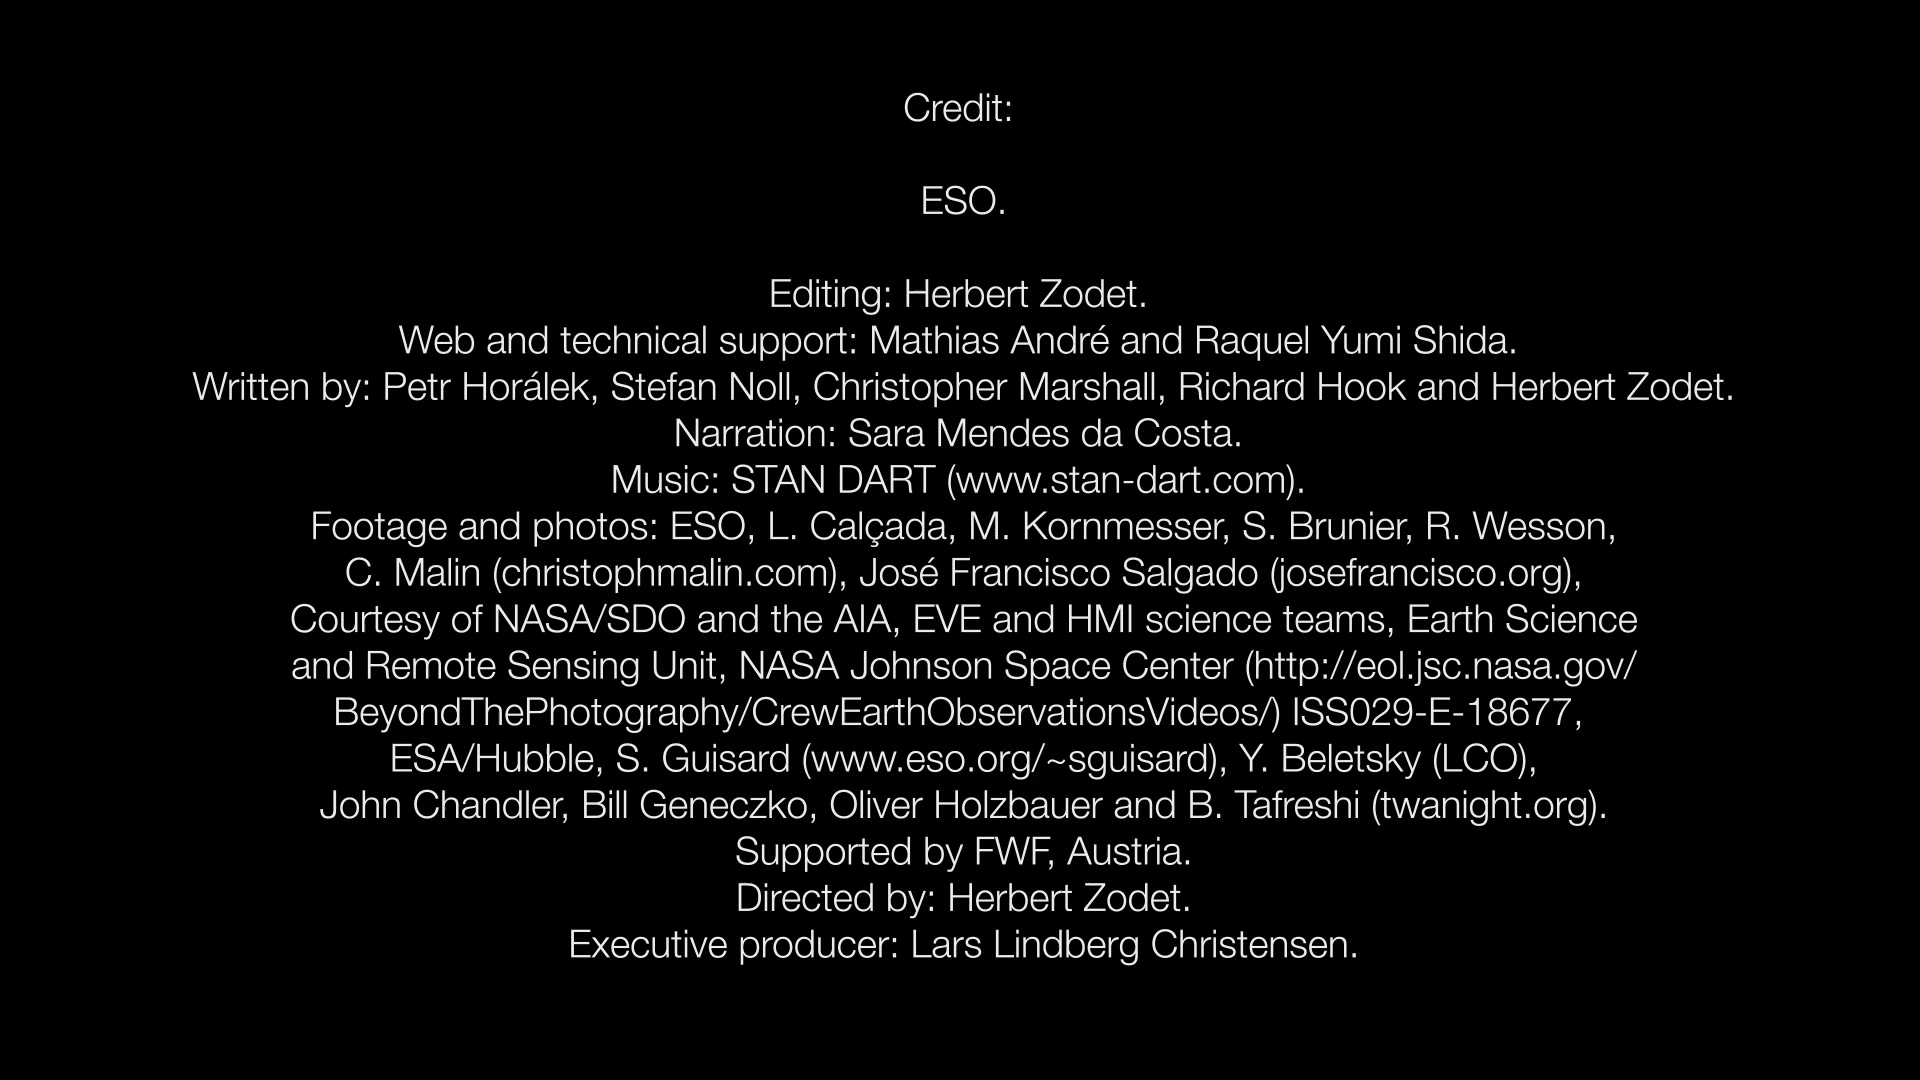 Credit:
ESO.
Editing: Herbert Zodet.
Web and technical support: Mathias André and Raquel Yumi Shida.
Written by: Petr Horálek, Stefan Noll, Christopher Marshall, Richard Hook and Herbert Zodet.
Narration: Sara Mendes da Costa.
Music: STAN DART (www.stan-dart.com).
Footage and photos: ESO, L. Calçada, M. Kornmesser, S. Brunier, R. Wesson,
C. Malin (christophmalin.com), José Francisco Salgado (josefrancisco.org),
Courtesy of NASA/SDO and the AIA, EVE and HMI science teams, Earth Science
and Remote Sensing Unit, NASA Johnson Space Center (http://eol.jsc.nasa.gov/
BeyondThePhotography/CrewEarthObservationsVideos/) ISS029-E-18677,
ESA/Hubble, S. Guisard (www.eso.org/~sguisard), Y. Beletsky (LCO),
John Chandler, Bill Geneczko, Oliver Holzbauer and B. Tafreshi (twanight.org).
Supported by FWF, Austria.
Directed by: Herbert Zodet.
Executive producer: Lars Lindberg Christensen.